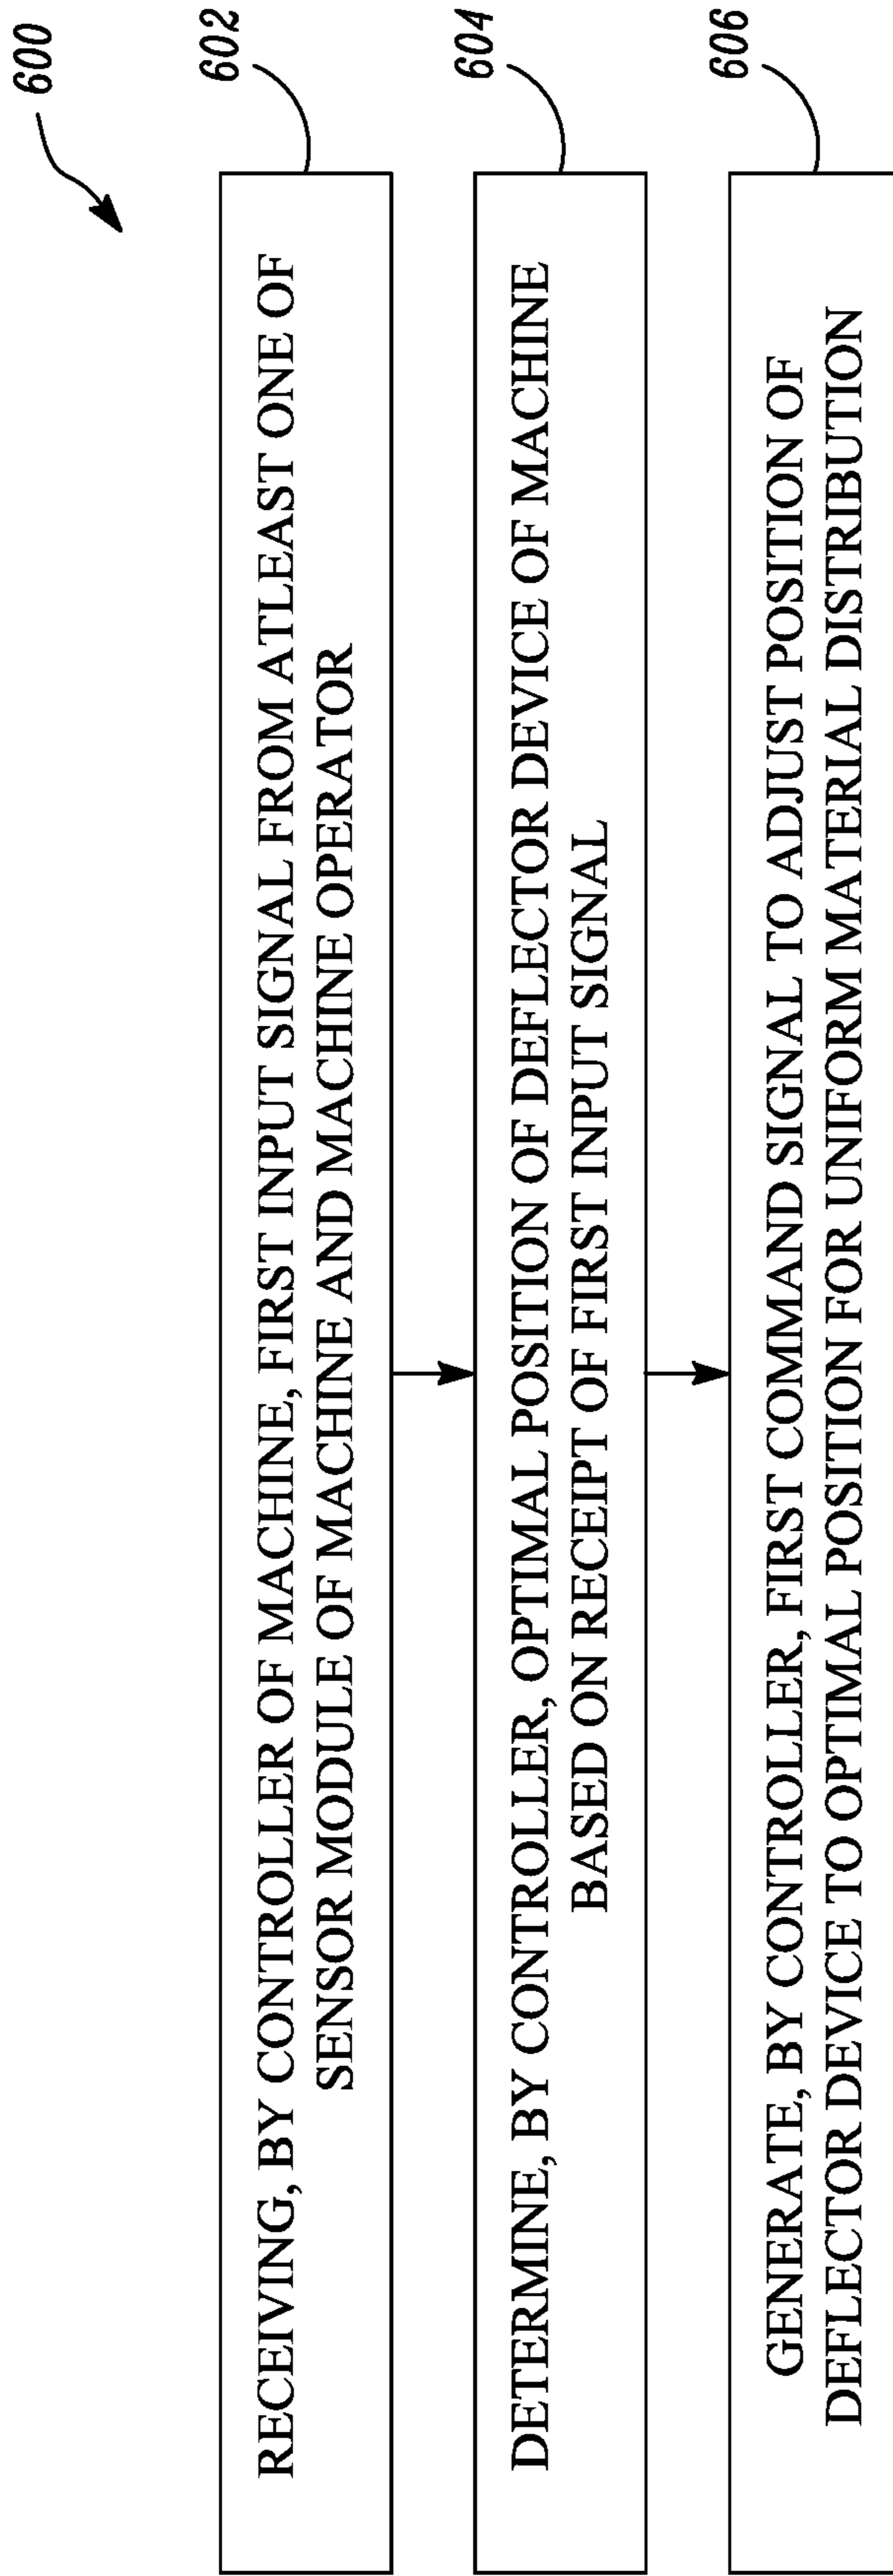 600
602
RECEIVING, BY CONTROLLER OF MACHINE, FIRST INPUT SIGNAL FROM ATLEAST ONE OF
SENSOR MODULE OF MACHINE AND MACHINE OPERATOR
604
DETERMINE, BY CONTROLLER, OPTIMAL POSITION OF DEFLECTOR DEVICE OF MACHINE
BASED ON RECEIPT OF FIRST INPUT SIGNAL
606
GENERATE, BY CONTROLLER, FIRST COMMAND SIGNAL TO ADJUST POSITION OF
DEFLECTOR DEVICE TO OPTIMAL POSITION FOR UNIFORM MATERIAL DISTRIBUTION